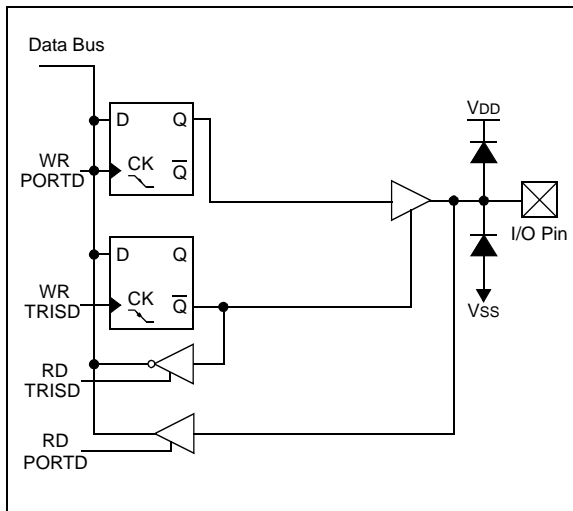 Data Bus
VDD
D Q
WR
PORTD
CK
Q
I/O Pin
D Q
WR
TRISD
CK
Q
VSS
RD
TRISD
RD
PORTD